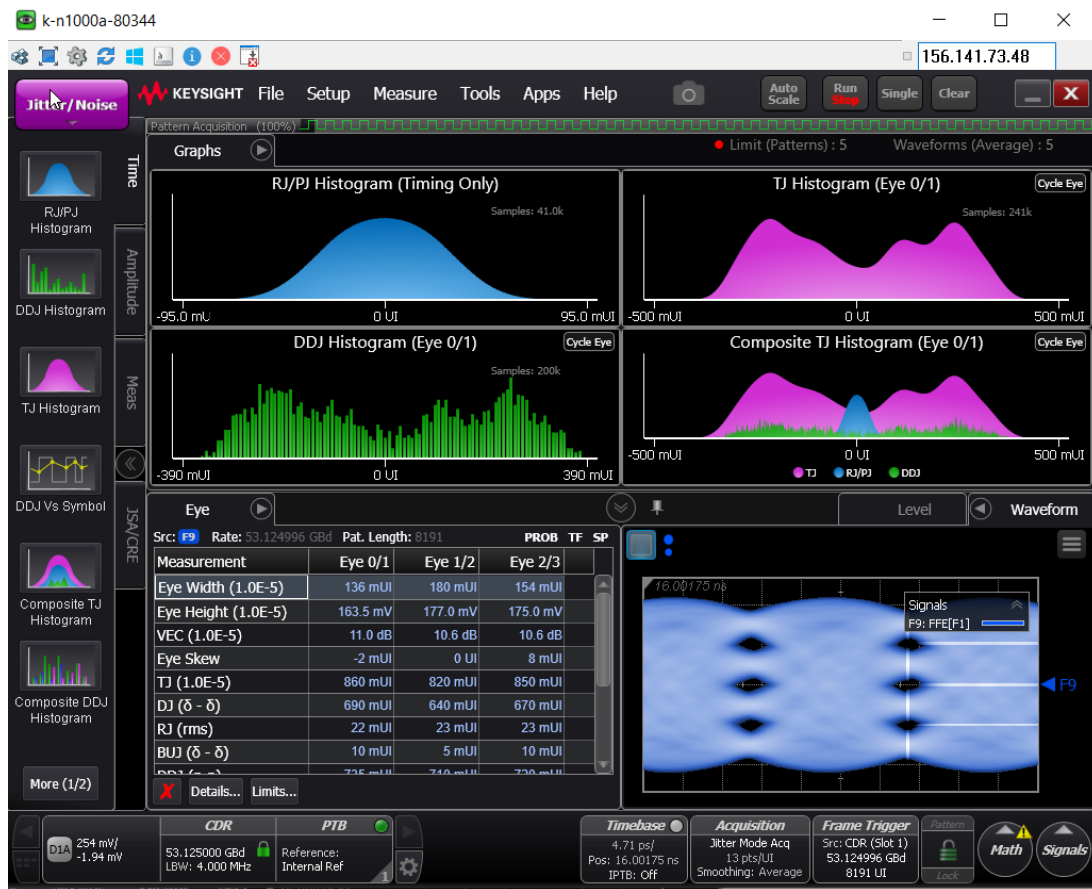 k-n1000a-80344
156.141.73.48
Jitter/Noise
KEYSIGHT File Setup Measure Tools Apps Help
Auto Scale
Run Stop
Single
Clear
Pattern Acquisition (100%)
Graphs
Limit (Patterns) : 5 Waveforms (Average) : 5
Time
Amplitude
Meas
JSA/CRE
RJ/PJ
Histogram
DDJ Histogram
TJ Histogram
DDJ Vs Symbol
Composite TJ
Histogram
Composite DDJ
Histogram
More (1/2)
RJ/PJ Histogram (Timing Only)
Samples: 41.0k
-95.0 mU 0 UI 95.0 mUI
TJ Histogram (Eye 0/1) Cycle Eye
Samples: 241k
-500 mUI 0 UI 500 mUI
DDJ Histogram (Eye 0/1) Cycle Eye
Samples: 200k
-390 mUI 0 UI 390 mUI
Composite TJ Histogram (Eye 0/1) Cycle Eye
-500 mUI 0 UI 500 mUI
TJ RJ/PJ DDJ
Eye
Level
Waveform
Src: F9 Rate: 53.124996 GBd Pat. Length: 8191 PROB TF SP
Measurement Eye 0/1 Eye 1/2 Eye 2/3
Eye Width (1.0E-5) 136 mUI 180 mUI 154 mUI
Eye Height (1.0E-5) 163.5 mV 177.0 mV 175.0 mV
VEC (1.0E-5) 11.0 dB 10.6 dB 10.6 dB
Eye Skew -2 mUI 0 UI 8 mUI
TJ (1.0E-5) 860 mUI 820 mUI 850 mUI
DJ (δ - δ) 690 mUI 640 mUI 670 mUI
RJ (rms) 22 mUI 23 mUI 23 mUI
BUJ (δ - δ) 10 mUI 5 mUI 10 mUI
Details... Limits...
16.00175 ns
Signals
F9: FFE[F1]
F9
D1A
254 mV/
-1.94 mV
CDR
53.125000 GBd
LBW: 4.000 MHz
PTB
Reference:
Internal Ref
1
Timebase
4.71 ps/
Pos: 16.00175 ns
IPTB: Off
Acquisition
Jitter Mode Acq
13 pts/UI
Smoothing: Average
Frame Trigger
Src: CDR (Slot 1)
53.124996 GBd
8191 UI
Pattern
Lock
Math
Signals